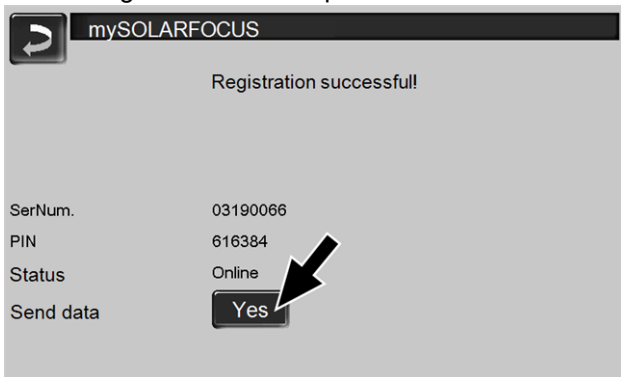 mySOLARFOCUS
Registration successful!
SerNum. 03190066
PIN 616384
Status Online
Send data Yes